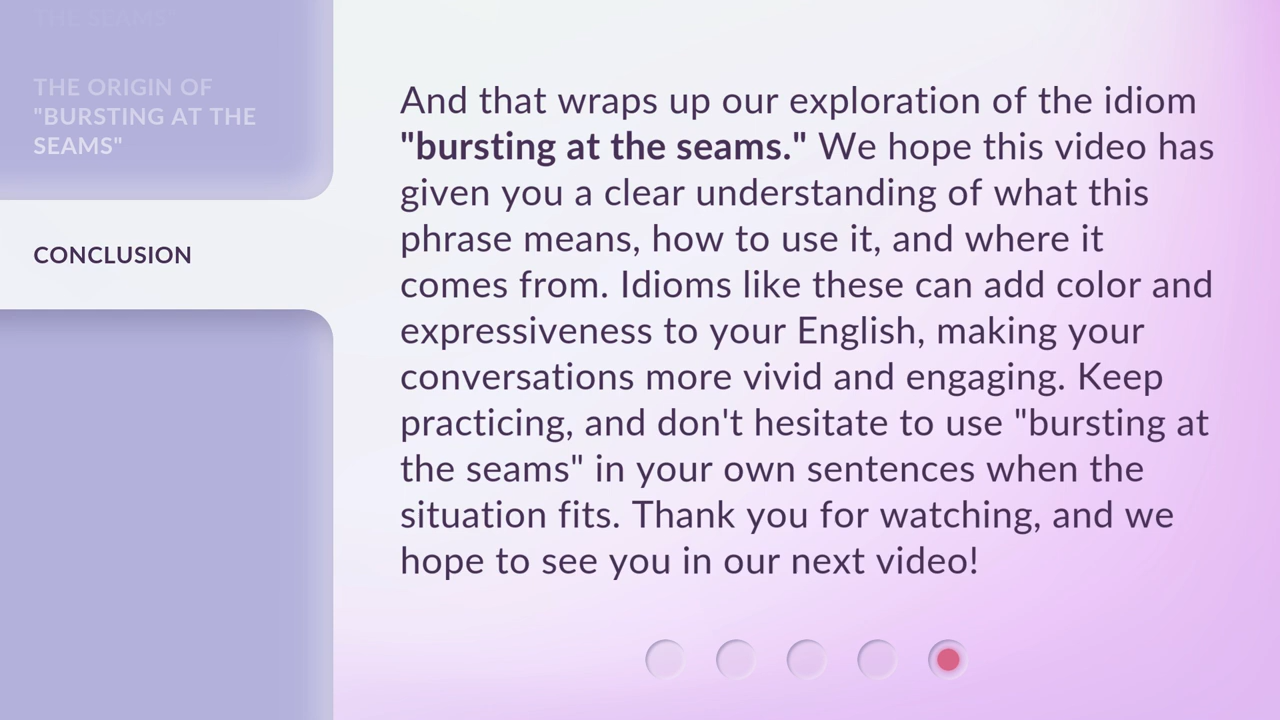 THE SEAMS"
THE ORIGIN OF
"BURSTING AT THE
SEAMS"
CONCLUSION
And that wraps up our exploration of the idiom
"bursting at the seams." We hope this video has
given you a clear understanding of what this
phrase means, how to use it, and where it
comes from. Idioms like these can add color and
expressiveness to your English, making your
conversations more vivid and engaging. Keep
practicing, and don't hesitate to use "bursting at
the seams" in your own sentences when the
situation fits. Thank you for watching, and we
hope to see you in our next video!